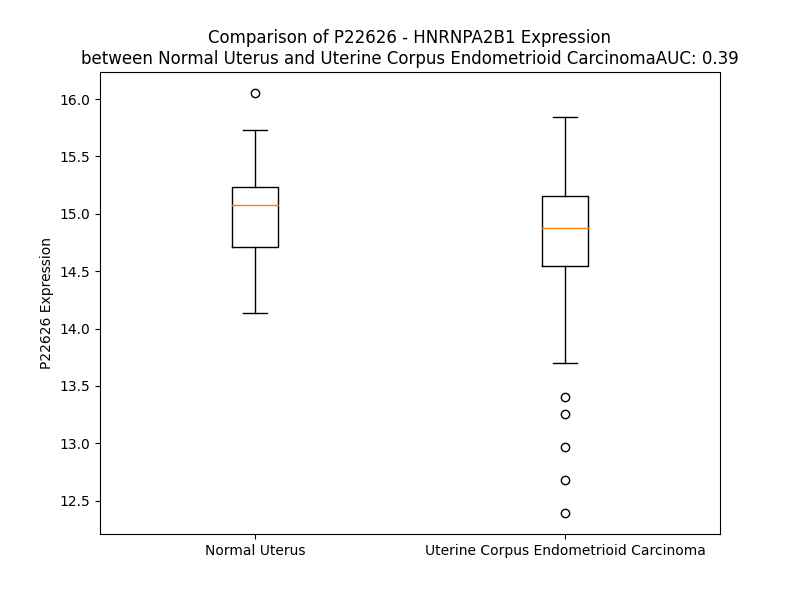 Comparison of P22626 - HNRNPA2B1 Expression
between Normal Uterus and Uterine Corpus Endometrioid CarcinomaAUC: 0.39
16.0
15.5
15.0
14.5
14.0
13.5
13.0
12.5
P22626 Expression
Normal Uterus
Uterine Corpus Endometrioid Carcinoma